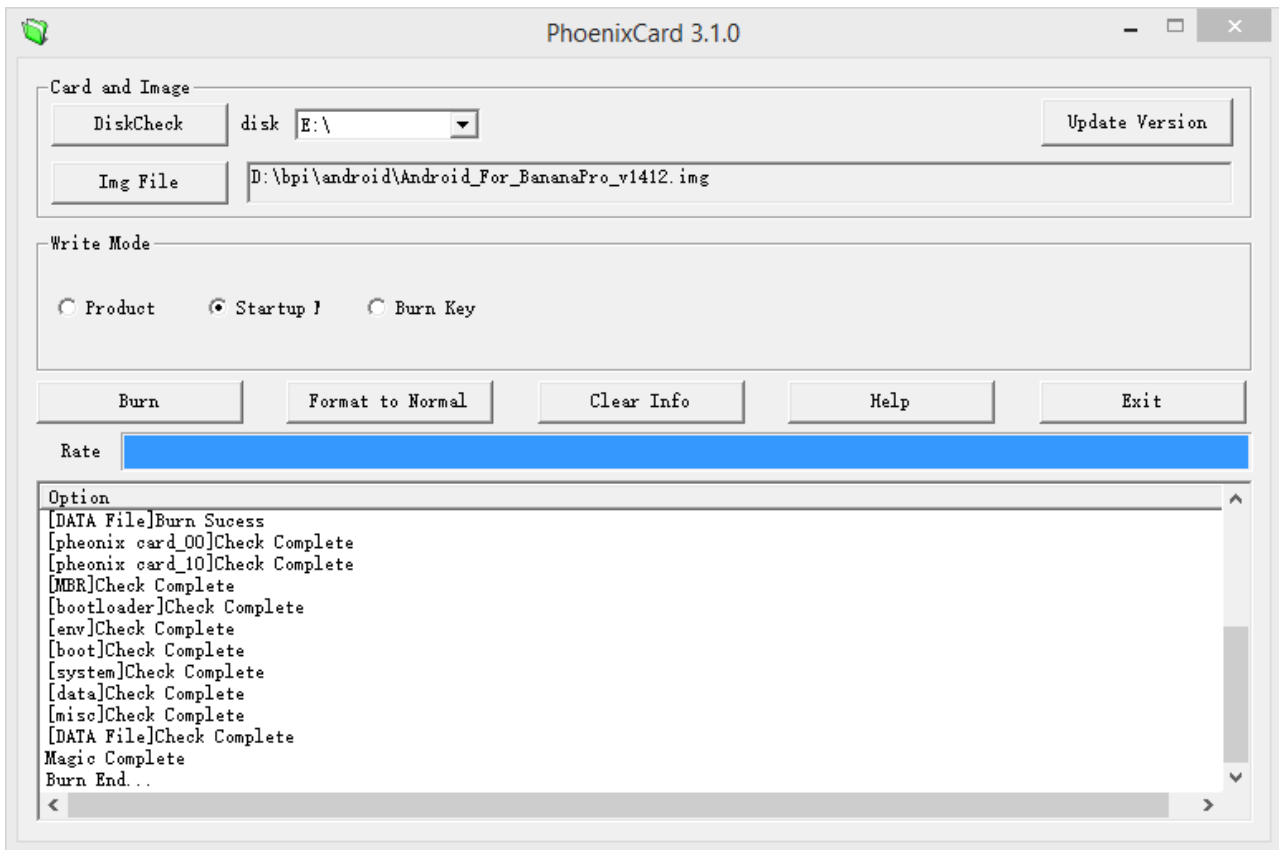 PhoenixCard 3.1.0
Card and Image
DiskCheck disk E:\ Update Version
Img File D:\bpi\android\Android_For_BananaPro_v1412.img
Write Mode
Product Startup Burn Key
Burn Format to Normal Clear Info Help Exit
Rate
Option
[DATA File]Burn Sucess
[pheonix card_00]Check Complete
[pheonix card_10]Check Complete
[MBR]Check Complete
[bootloader]Check Complete
[env]Check Complete
[boot]Check Complete
[system]Check Complete
[data]Check Complete
[misc]Check Complete
[DATA File]Check Complete
Magic Complete
Burn End...